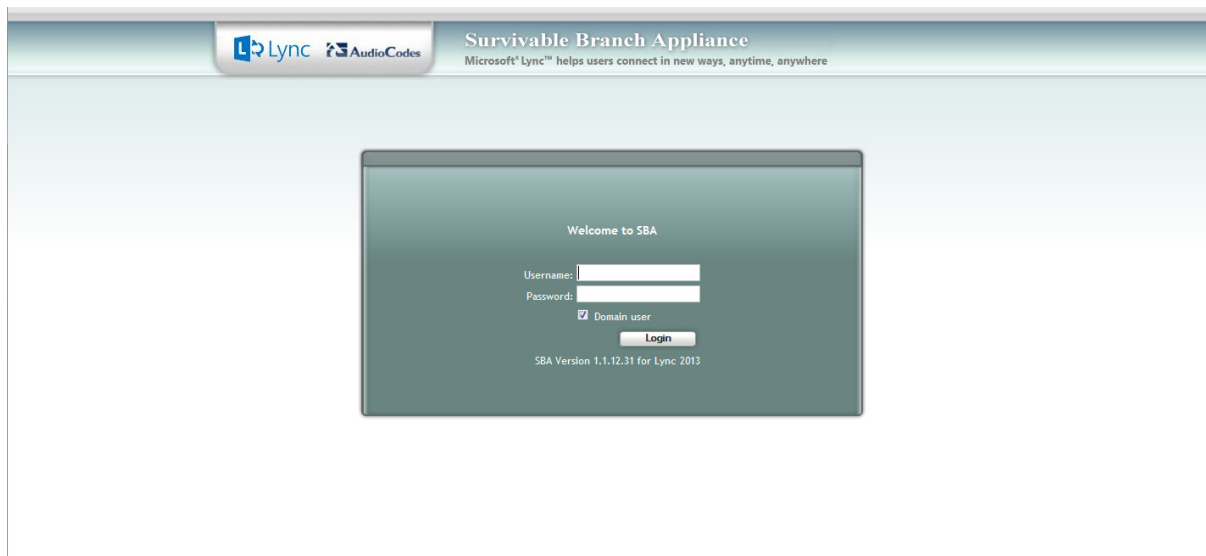 Lync AudioCodes
Survivable Branch Appliance
Microsoft® Lync™ helps users connect in new ways, anytime, anywhere
Welcome to SBA
Username:
Password:
Domain user
Login
SBA Version 1.1.12.31 for Lync 2013